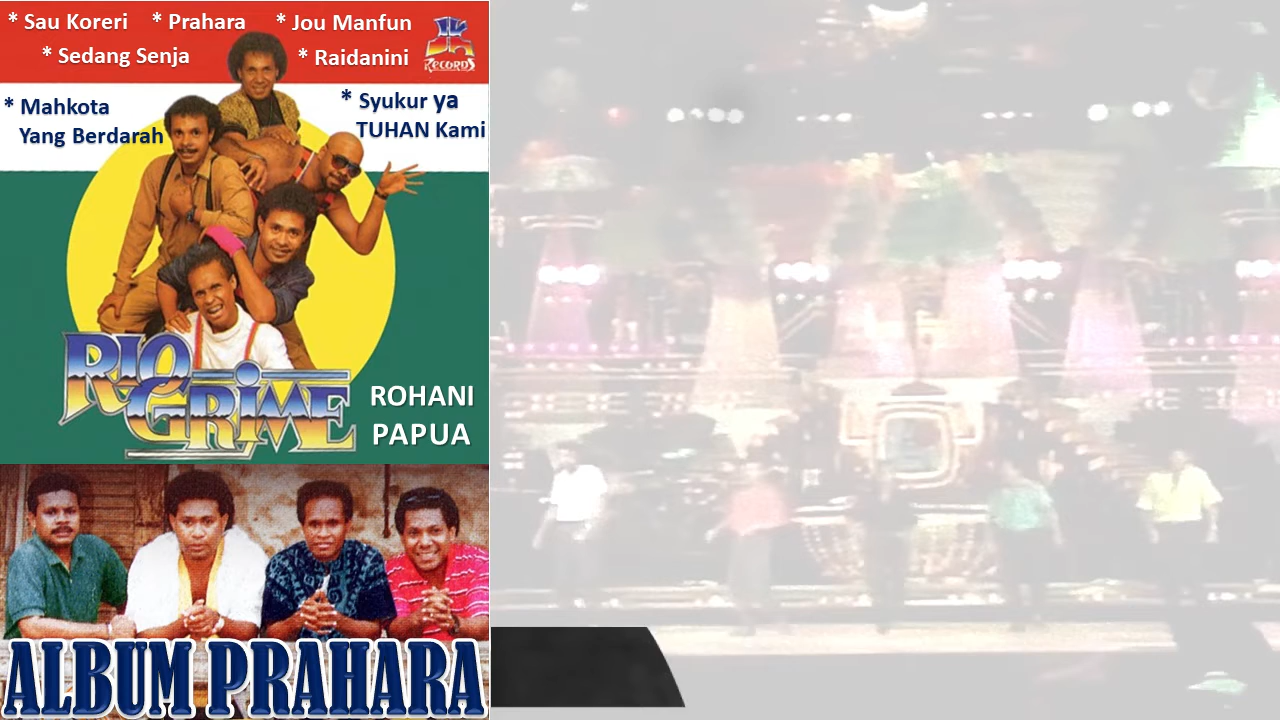 * Sau Koreri * Prahara * Jou Manfun
* Sedang Senja * Raidanini
JK
RECORDS
* Mahkota
Yang Berdarah
* Syukur ya
TUHAN Kami
RIO
GRIME
ROHANI
PAPUA
ALBUM PRAHARA